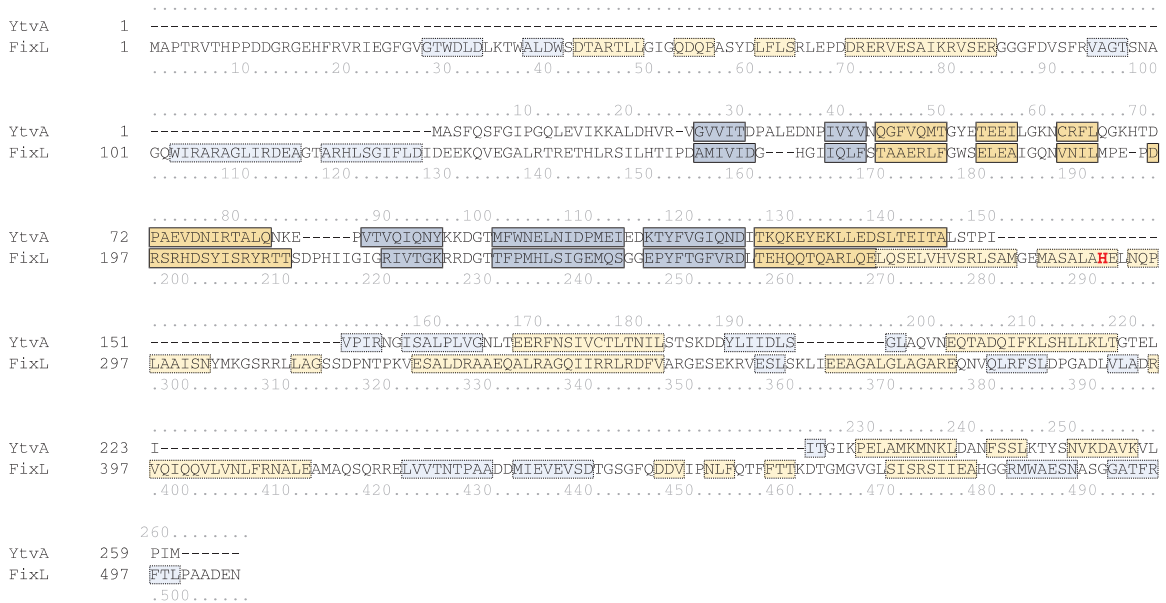 ....................................................................................................
YtvA 1 ----------------------------------------------------------------------------------------------------
FixL 1 MAPTRVTHPPDDGRGEHFRVRIEGFGVGTWDLDLKTWALDWSDTARTLLGIGQDQPASYDLFLSRLEPDDRERVESAIKRVSERGGGFDVSFRVAGTSNA
........10........20........30........40........50........60........70........80........90.......100
....................................10........20........30........40........50........60........70..
YtvA 1 ----------------------------MASFQSFGIPGQLEVIKKALDHVR-VGVVITDPALEDNPIVYVNQGFVQMTGYETEEILGKNCRFLQGKHTD
FixL 101 GQWIRARAGLIRDEAGTARHLSGIFLDIDEEKQVEGALRTRETHLRSILHTIPDAMIVIDG---HGIIQLFSTAAERLFGWSELEAIGQNVNILMPE-PD
.......110.......120.......130.......140.......150.......160.......170.......180.......190......
.......80.............90.......100.......110.......120.......130.......140.......150................
YtvA 72 PAEVDNIRTALQNKE-----PVTVQIQNYKKDGTMFWNELNIDPMEIEDKTYFVGIQNDITKQKEYEKLLEDSLTEITALSTPI----------------
FixL 197 RSRHDSYISRYRTTSDPHIIGIGRIVTGKRRDGTTFPMHLSIGEMQSGGEPYFTGFVRDLTEHQQTQARLQELQSELVHVSRLSAMGEMASALAHELNQP
..200.......210.......220.......230.......240.......250.......260.......270.......280.......290......
..........................160.......170.......180.......190................200.......210.......220..
YtvA 151 -------------------VPIRNGISALPLVGNLTEERFNSIVCTLTNILSTSKDDYLIIDLS---------GLAQVNEQTADQIFKLSHLLKLTGTEL
FixL 297 LAAISNYMKGSRRLLAGSSDPNTPKVESALDRAAEQALRAGQIIRRLRDFVARGESEKRVESLSKLIEEAGALGLAGAREQNVQLRFSLDPGADLVLADR
.300.......310.......320.......330.......340.......350.......360.......370.......380.......390......
.....................................................................230.......240.......250.........
YtvA 223 I----------------------------------------------------------------ITGIKPELAMKMNKLDANFSSLKTYSNVKDAVKVL
FixL 397 VQIQQVLVNLFRNALEAMAQSQRRELVVTNTPAADDMIEVEVSDTGSGFQDDVIPNLFQTFFTTKDTGMGVGLSISRSIIEAHGGRMWAESNASGGATFR
.400.......410.......420.......430.......440.......450.......460.......470.......480.......490......
260........
YtvA 259 PIM------
FixL 497 FTLPAADEN
.500......